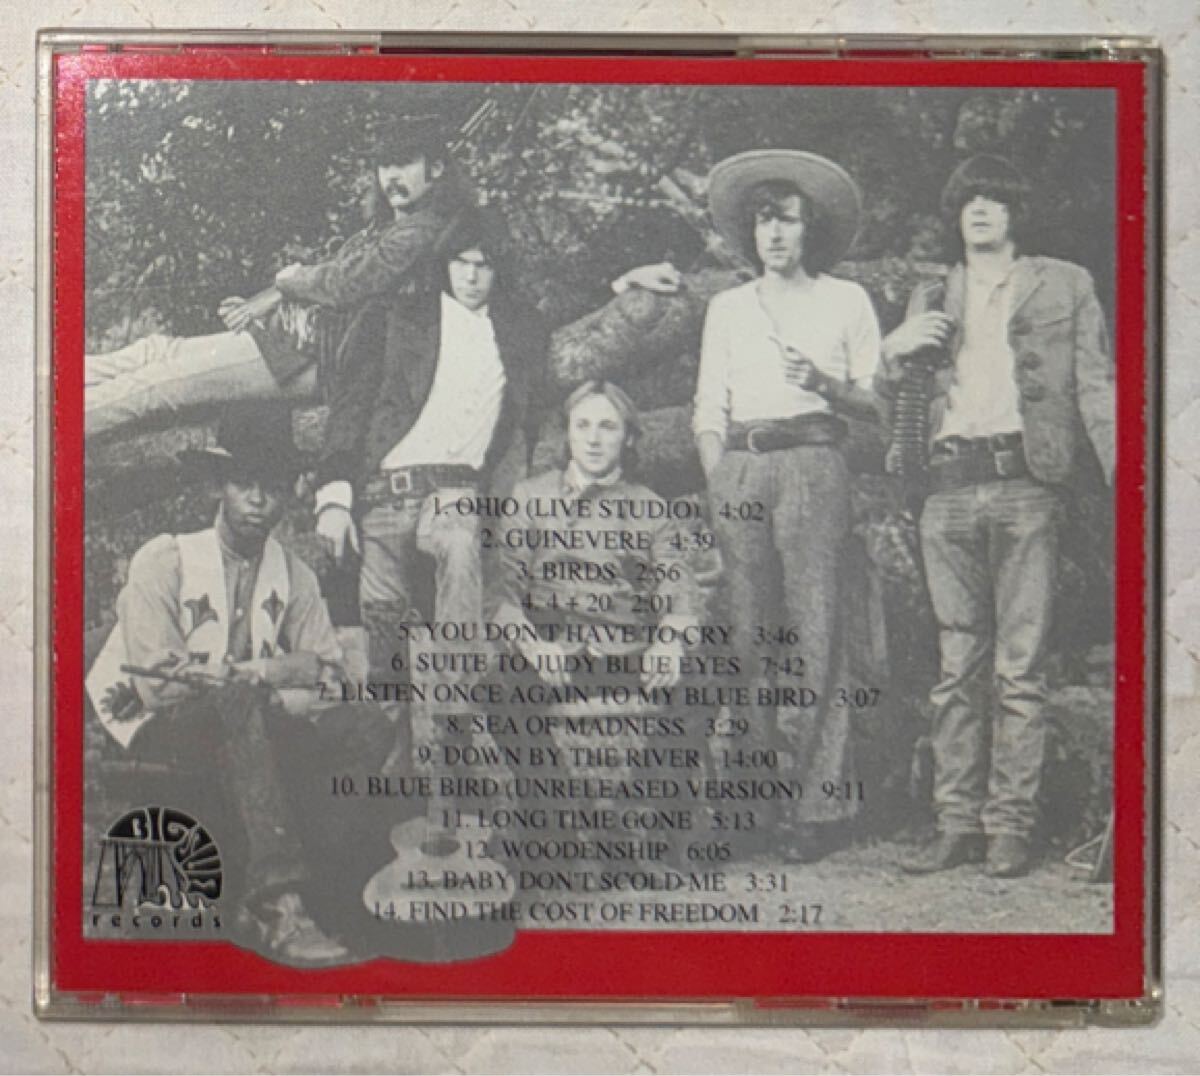 1. OHIO (LIVE STUDIO) 4:02
2. GUINEVERE 4:39
3. BIRDS 2:56
4. 4 + 20 2:01
5. YOU DON'T HAVE TO CRY 3:46
6. SUITE TO JUDY BLUE EYES 7:42
7. LISTEN ONCE AGAIN TO MY BLUE BIRD 3:07
8. SEA OF MADNESS 3:29
9. DOWN BY THE RIVER 14:00
10. BLUE BIRD (UNRELEASED VERSION) 9:11
11. LONG TIME GONE 5:13
12. WOODENSHIP 6:05
13. BABY DON'T SCOLD ME 3:31
14. FIND THE COST OF FREEDOM 2:17
BIG SUR
records